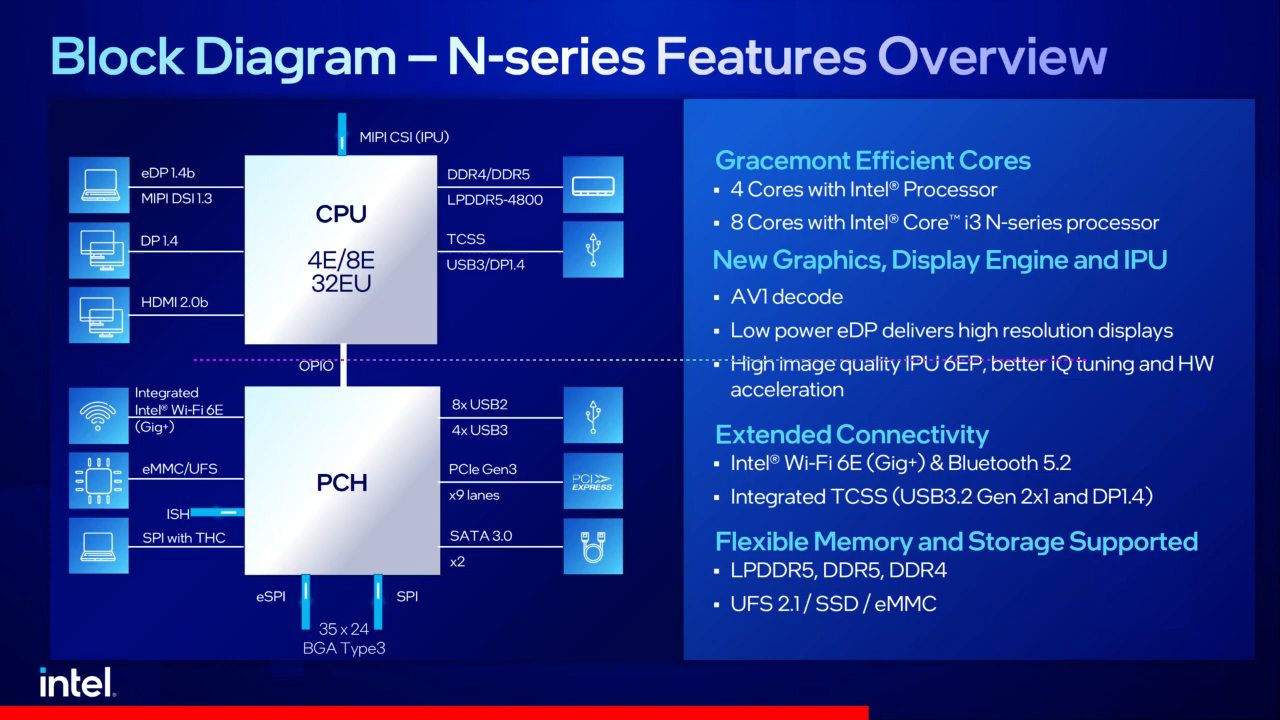 Block Diagram – N-series Features Overview
MIPI CSI (IPU)
eDP 1.4b
MIPI DSI 1.3
DP 1.4
HDMI 2.0b
CPU
4E/8E
32EU
DDR4/DDR5
LPDDR5-4800
TCSS
USB3/DP1.4
OPIO
Integrated
Intel® Wi-Fi 6E
(Gig+)
eMMC/UFS
ISH
SPI with THC
PCH
8x USB2
4x USB3
PCIe Gen3
x9 lanes
PCI
EXPRESS
SATA 3.0
x2
eSPI
SPI
35 x 24
BGA Type3
Gracemont Efficient Cores
▪ 4 Cores with Intel® Processor
▪ 8 Cores with Intel® Core™ i3 N-series processor
New Graphics, Display Engine and IPU
▪ AV1 decode
▪ Low power eDP delivers high resolution displays
▪ High image quality IPU 6EP, better IQ tuning and HW
acceleration
Extended Connectivity
▪ Intel® Wi-Fi 6E (Gig+) & Bluetooth 5.2
▪ Integrated TCSS (USB3.2 Gen 2x1 and DP1.4)
Flexible Memory and Storage Supported
▪ LPDDR5, DDR5, DDR4
▪ UFS 2.1 / SSD / eMMC
intel.